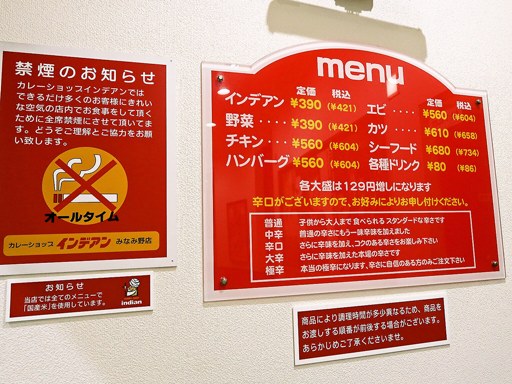 禁煙のお知らせ
カレーショップインデアンでは
できるだけ多くのお客様にきれい
な空気の店内でお食事をして頂く
ために全席禁煙にさせて頂いてま
す。どうぞご理解とご協力をお願
い致します。
オールタイム
カレーショップ インデアン みなみ野店
お知らせ
当店では全てのメニューで
「国産米」を使用しています。
indian
menu
定価 税込
インデアン ¥390 (¥421)
野菜 ・・・・ ¥390 (¥421)
チキン・・・ ¥560 (¥604)
ハンバーグ ¥560 (¥604)
定価 税込
エビ ・・・・ ¥560 (¥604)
カツ ・・・・ ¥610 (¥658)
シーフード ¥680 (¥734)
各種ドリンク ¥80 (¥86)
各大盛は129円増しになります
辛口がございますので、お好みによりお申し付けください。
普通 子供から大人まで 食べられる スタンダードな辛さです
中辛 普通の辛さにもう一味辛味を加えました
辛口 さらに辛味を加え、コクのある辛さをお楽しみ下さい
大辛 さらに辛味を加えた本場の辛さです
極辛 本当の極辛になります、辛さに自信のある方のみご注文下さい
商品により調理時間が多少異なるため、商品を
お渡しする順番が前後する場合がございます。
あらかじめご了承くださいませ。